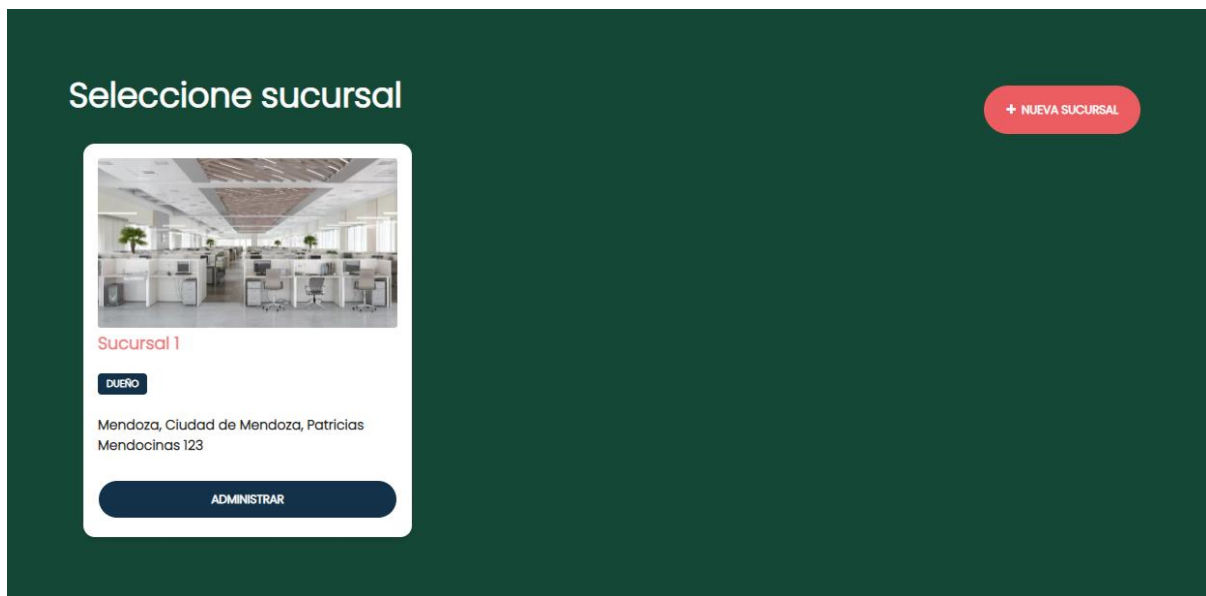 Seleccione sucursal
+ NUEVA SUCURSAL
Sucursal 1
DUEÑO
Mendoza, Ciudad de Mendoza, Patricias
Mendocinas 123
ADMINISTRAR